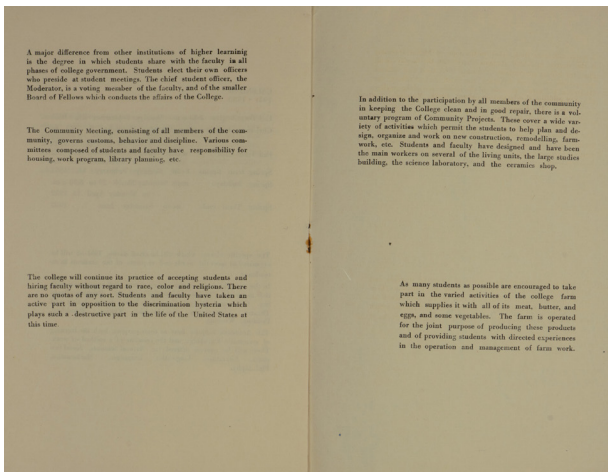 A major difference from other institutions of higher learninig
is the degree in which students share with the faculty in all
phases of college government. Students elect their own officers
who preside at student meetings. The chief student officer, the
Moderator, is a voting member of the faculty, and of the smaller
Board of Fellows which conducts the affairs of the College.
The Community Meeting, consisting of all members of the com-
munity, governs customs, behavior and discipline. Various com-
mittees composed of students and faculty have responsibility for
housing, work program, library planning, etc.
The college will continue its practice of accepting students and
hiring faculty without regard to race, color and religions. There
are no quotas of any sort. Students and faculty have taken an
active part in opposition to the discrimination hysteria which
plays such a destructive part in the life of the United States at
this time.
In addition to the participation by all members of the community
in keeping the College clean and in good repair, there is a vol-
untary program of Community Projects. These cover a wide var-
iety of activities which permit the students to help plan and de-
sign, organize and work on new construction, remodelling, farm-
work, etc. Students and faculty have designed and have been
the main workers on several of the living units, the large studies
building, the science laboratory, and the ceramics shop.
As many students as possible are encouraged to take
part in the varied activities of the college farm
which supplies it with all of its meat, butter, and
eggs, and some vegetables. The farm is operated
for the joint purpose of producing these products
and of providing students with directed experiences
in the operation and management of farm work.